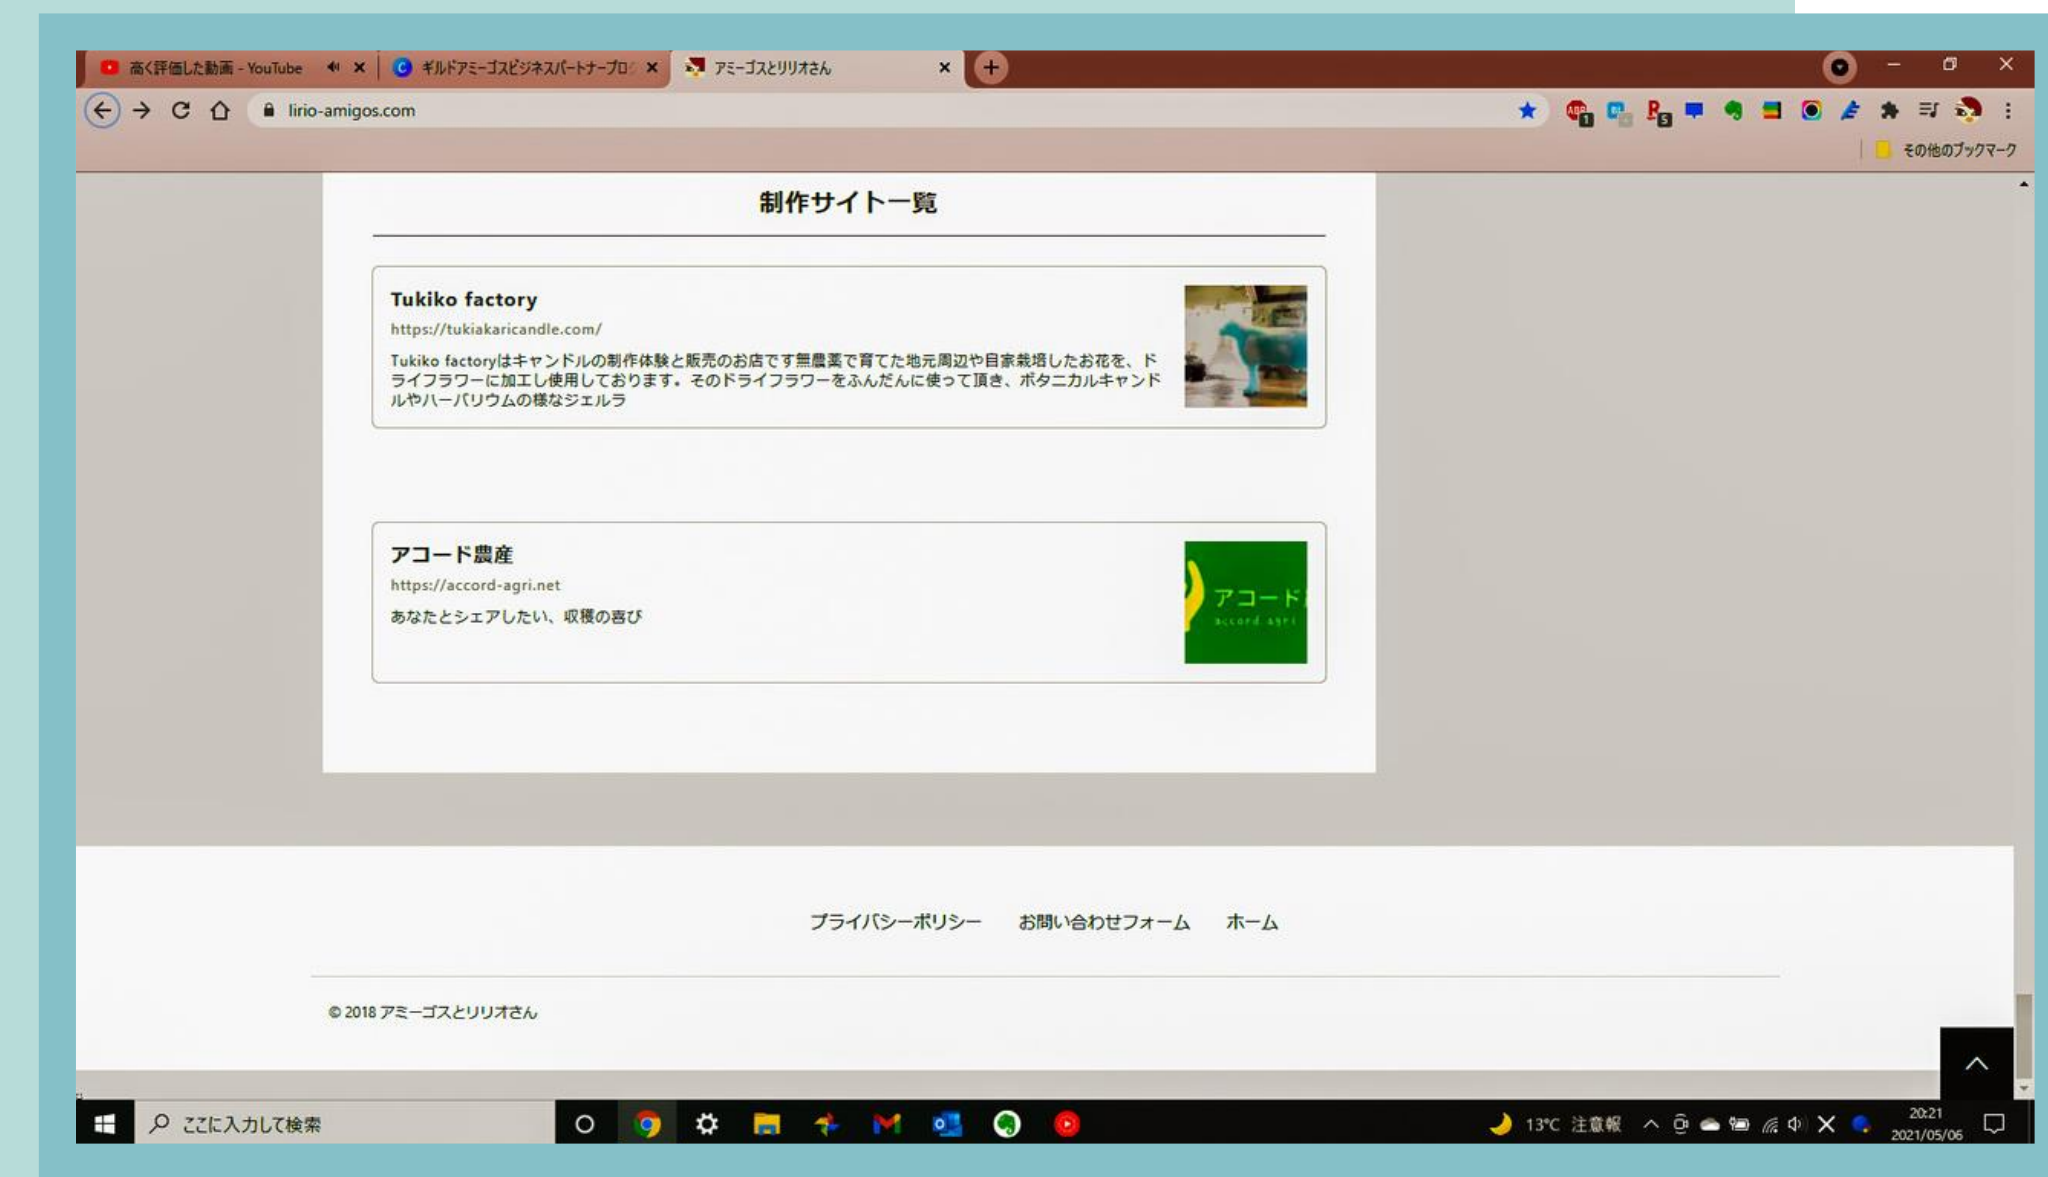 高く評価した動画 - YouTube
ギルドアミーゴスビジネスパートナープロ
アミーゴスとリリオさん
lirio-amigos.com
その他のブックマーク
制作サイト一覧
Tukiko factory
https://tukiakaricandle.com/
Tukiko factoryはキャンドルの制作体験と販売のお店です無農薬で育てた地元周辺や自家栽培したお花を、ド
ライフラワーに加工し使用しております。そのドライフラワーをふんだんに使って頂き、ボタニカルキャンド
ルやハーバリウムの様なジェルラ
アコード農産
https://accord-agri.net
あなたとシェアしたい、収穫の喜び
アコード
accord agri
プライバシーポリシー お問い合わせフォーム ホーム
© 2018 アミーゴスとリリオさん
ここに入力して検索
13℃ 注意報
20:21
2021/05/06